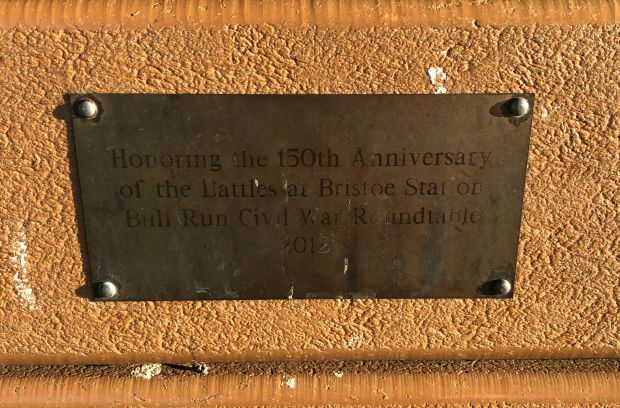 Honoring the 150th Anniversary
of the Battles at Bristoe Station
Bull Run Civil War Roundtable
2012